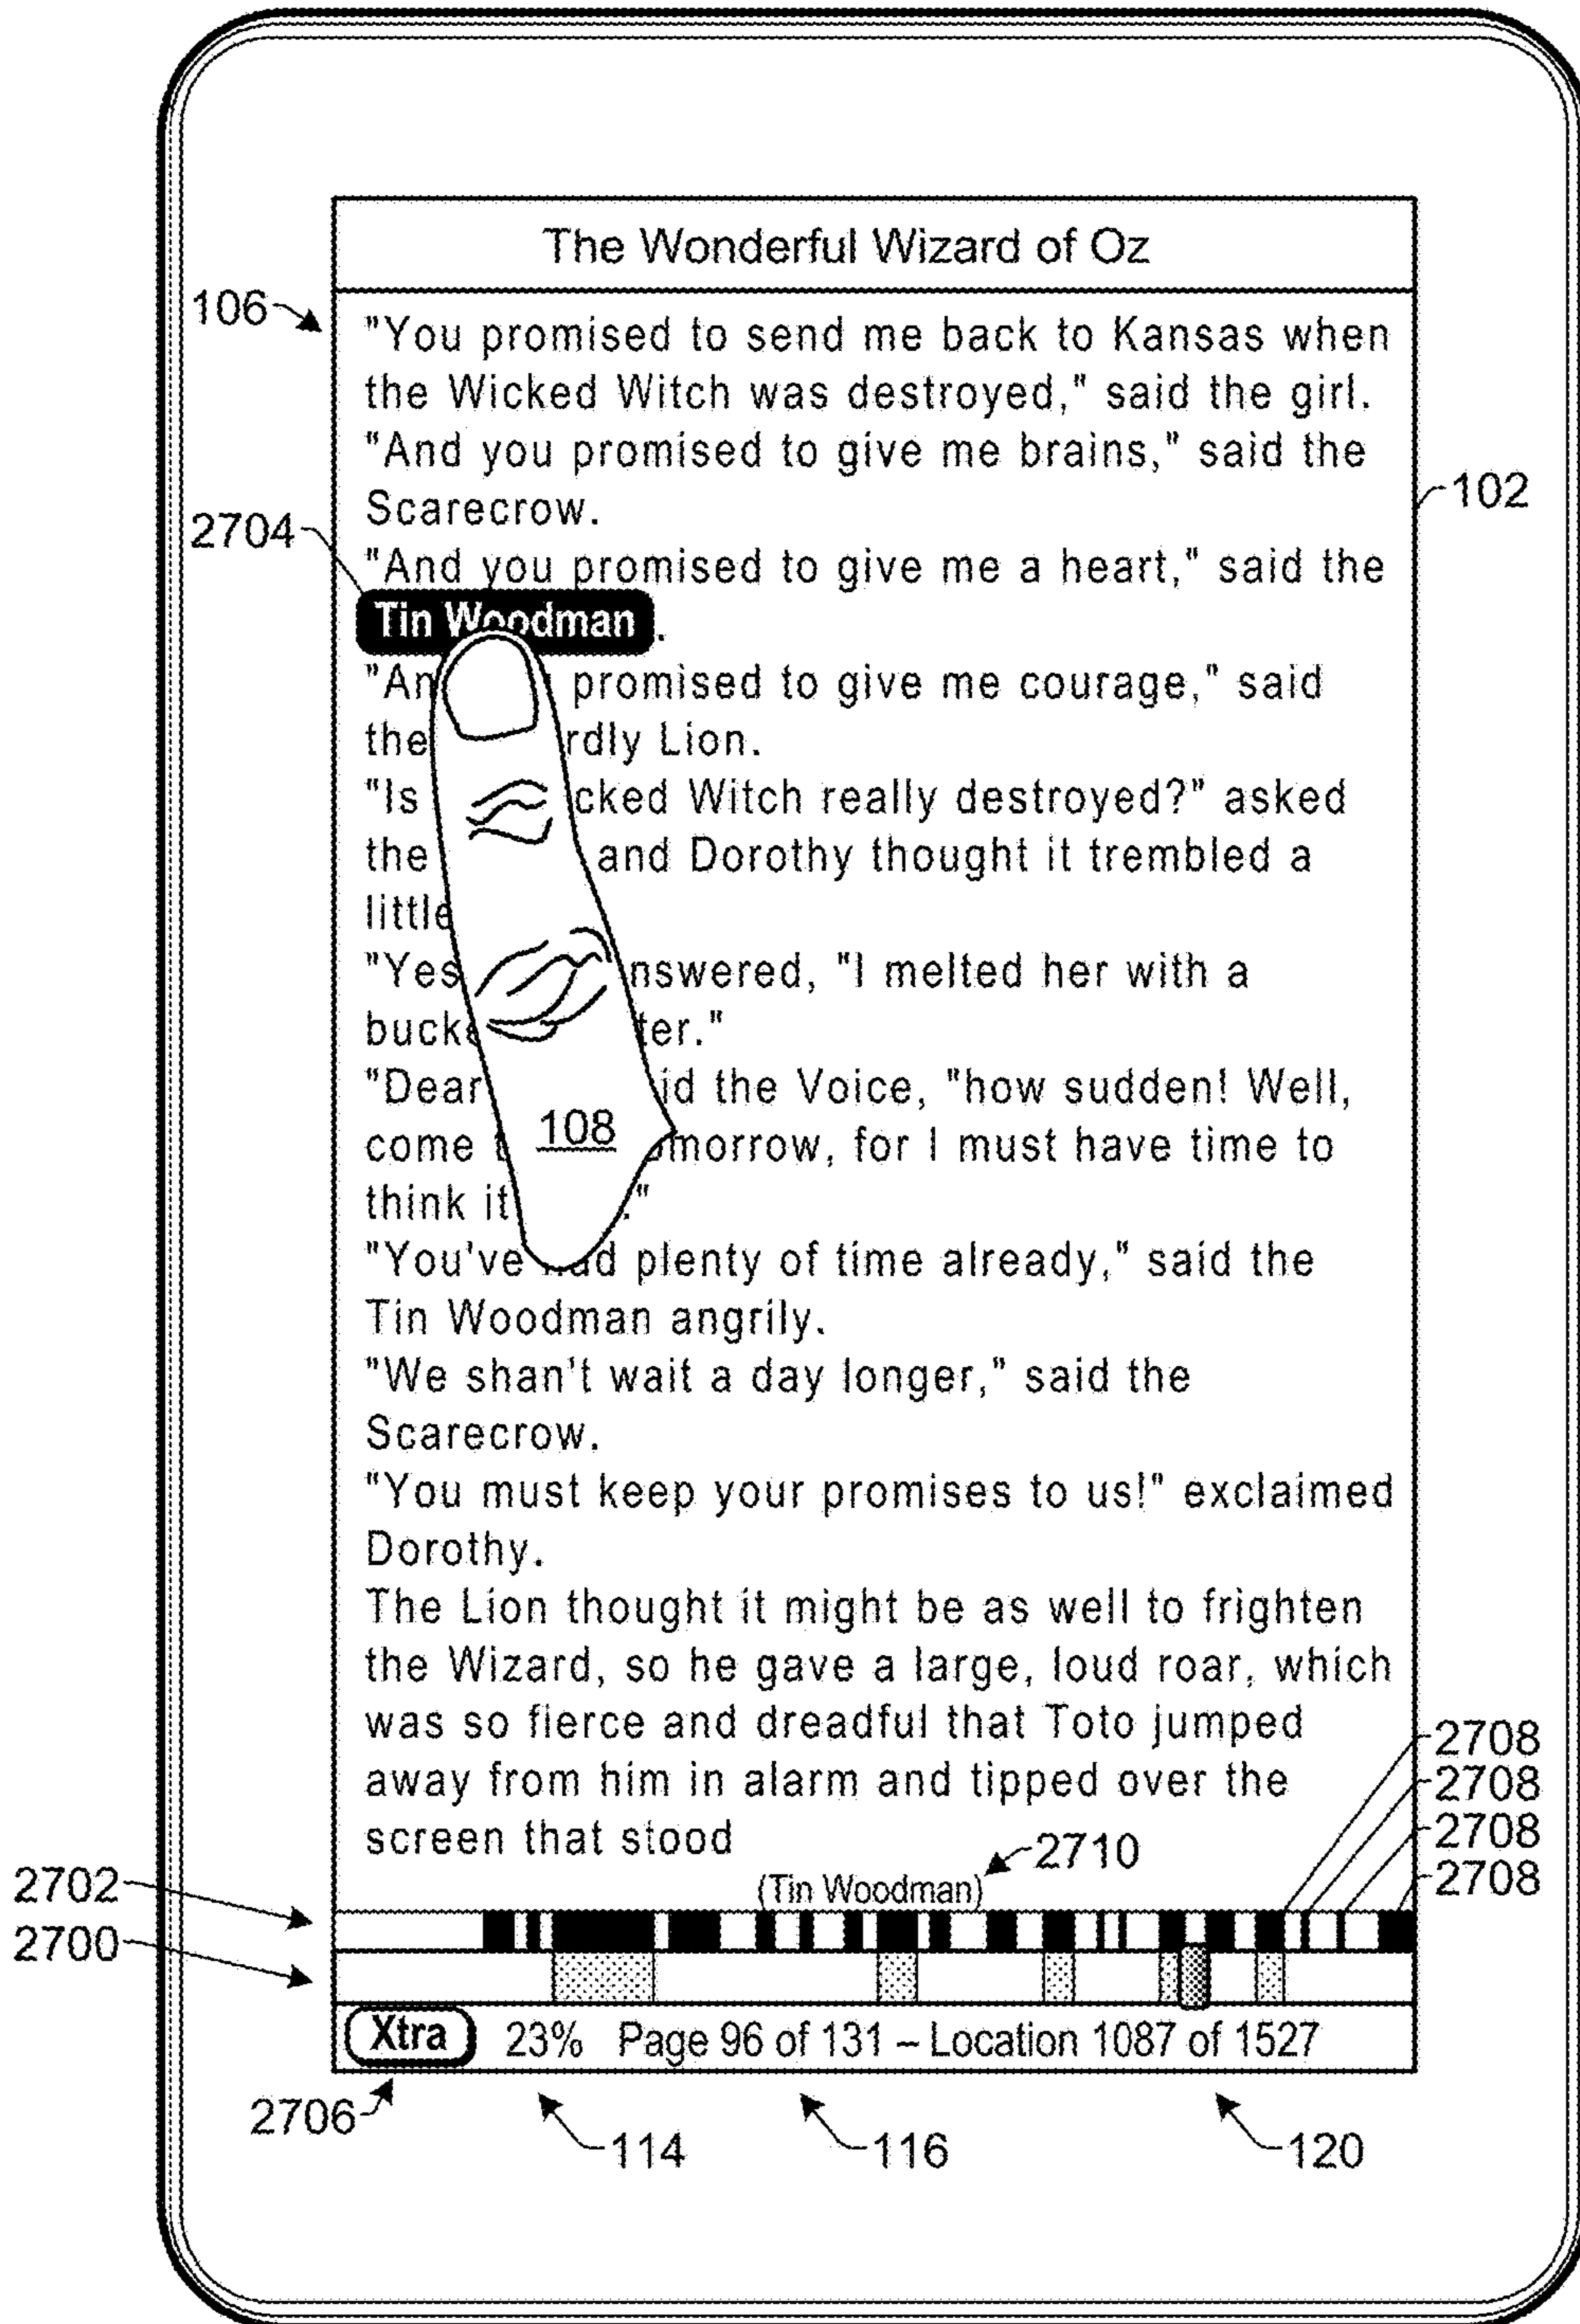 The Wonderful Wizard of Oz
106
"You promised to send me back to Kansas when
the Wicked Witch was destroyed," said the girl.
"And you promised to give me brains," said the
Scarecrow.
102
2704
"And you promised to give me a heart," said the
Tin Woodman.
"An promised to give me courage," said
the rdly Lion.
"Is cked Witch really destroyed?" asked
the and Dorothy thought it trembled a
little
"Yes nswered, "I melted her with a
bucke ter."
"Dear id the Voice, "how sudden! Well,
come t omorrow, for I must have time to
108
think it ."
"You've had plenty of time already," said the
Tin Woodman angrily.
"We shan't wait a day longer," said the
Scarecrow.
"You must keep your promises to us!" exclaimed
Dorothy.
The Lion thought it might be as well to frighten
the Wizard, so he gave a large, loud roar, which
was so fierce and dreadful that Toto jumped
away from him in alarm and tipped over the
screen that stood
2708
2708
2708
2708
2710
(Tin Woodman)
2702
2700
Xtra 23% Page 96 of 131 – Location 1087 of 1527
2706
114
116
120